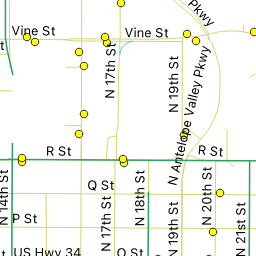 Pkwy
Vine St
Vine St
N 17th St
N 19th St
N Antelope Valley Pkwy
R St
R St
Q St
N 14th St
N 18th St
N 20th St
P St
N 17th St
N 19th St
N 21st St
US Hwy 34
O St